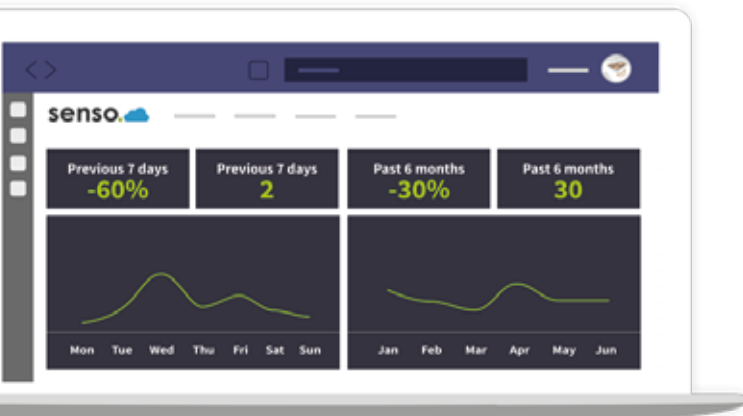 senso.
Previous 7 days
-60%
Previous 7 days
2
Past 6 months
-30%
Past 6 months
30
Mon Tue Wed Thu Fri Sat Sun
Jan Feb Mar Apr May Jun